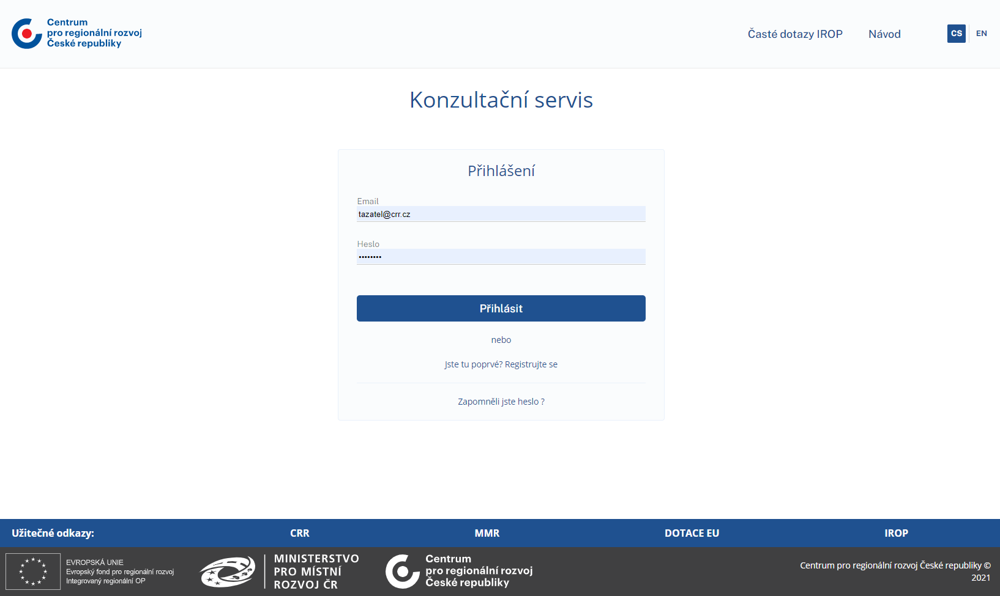 Centrum
pro regionální rozvoj
České republiky
Časté dotazy IROP
Návod
CS
EN
Konzultační servis
Přihlášení
Email
tazatel@crr.cz
Heslo
••••••••
Přihlásit
nebo
Jste tu poprvé? Registrujte se
Zapomněli jste heslo ?
Užitečné odkazy:
CRR
MMR
DOTACE EU
IROP
EVROPSKÁ UNIE
Evropský fond pro regionální rozvoj
Integrovaný regionální OP
MINISTERSTVO
PRO MÍSTNÍ
ROZVOJ ČR
Centrum
pro regionální rozvoj
České republiky
Centrum pro regionální rozvoj České republiky ©
2021